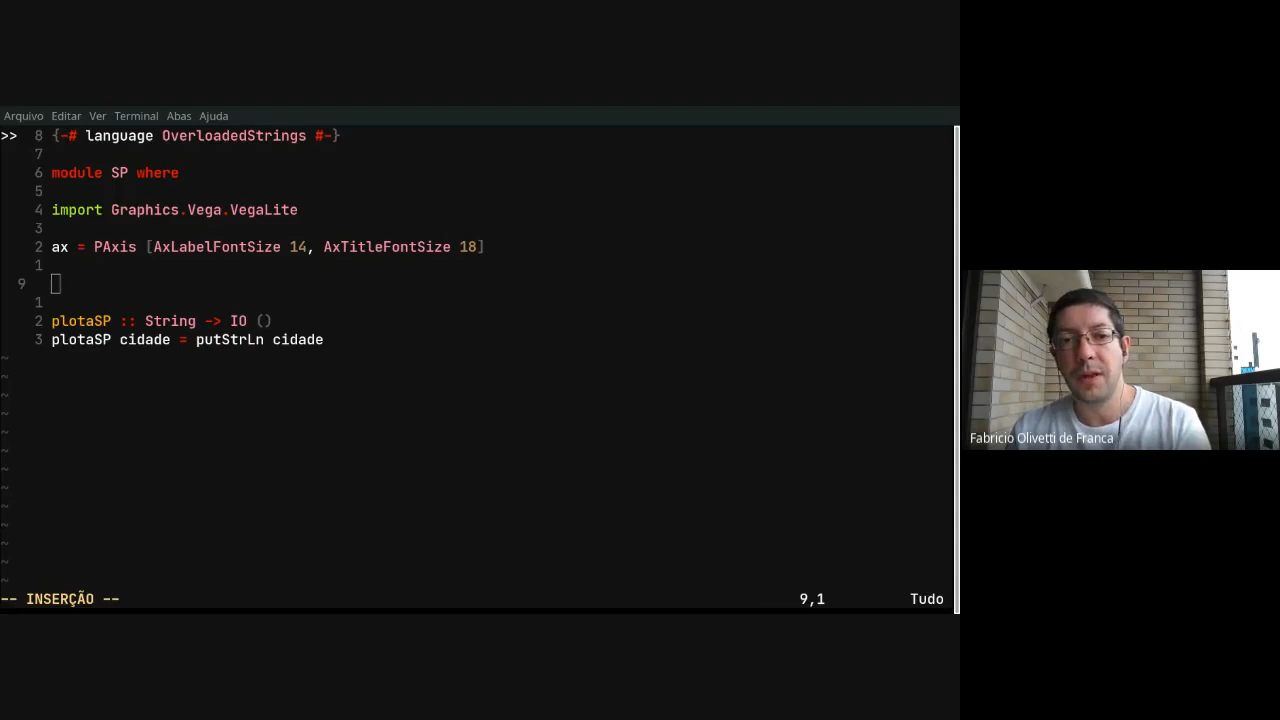 Arquivo Editar Ver Terminal Abas Ajuda
>> 8 {-# language OverloadedStrings #-}
7
6 module SP where
5
4 import Graphics.Vega.VegaLite
3
2 ax = PAxis [AxLabelFontSize 14, AxTitleFontSize 18]
1
9
1
2 plotaSP :: String -> IO ()
3 plotaSP cidade = putStrLn cidade
~
~
~
~
~
~
~
~
~
~
~
~
~
-- INSERÇÃO -- 9,1 Tudo
Fabricio Olivetti de Franca